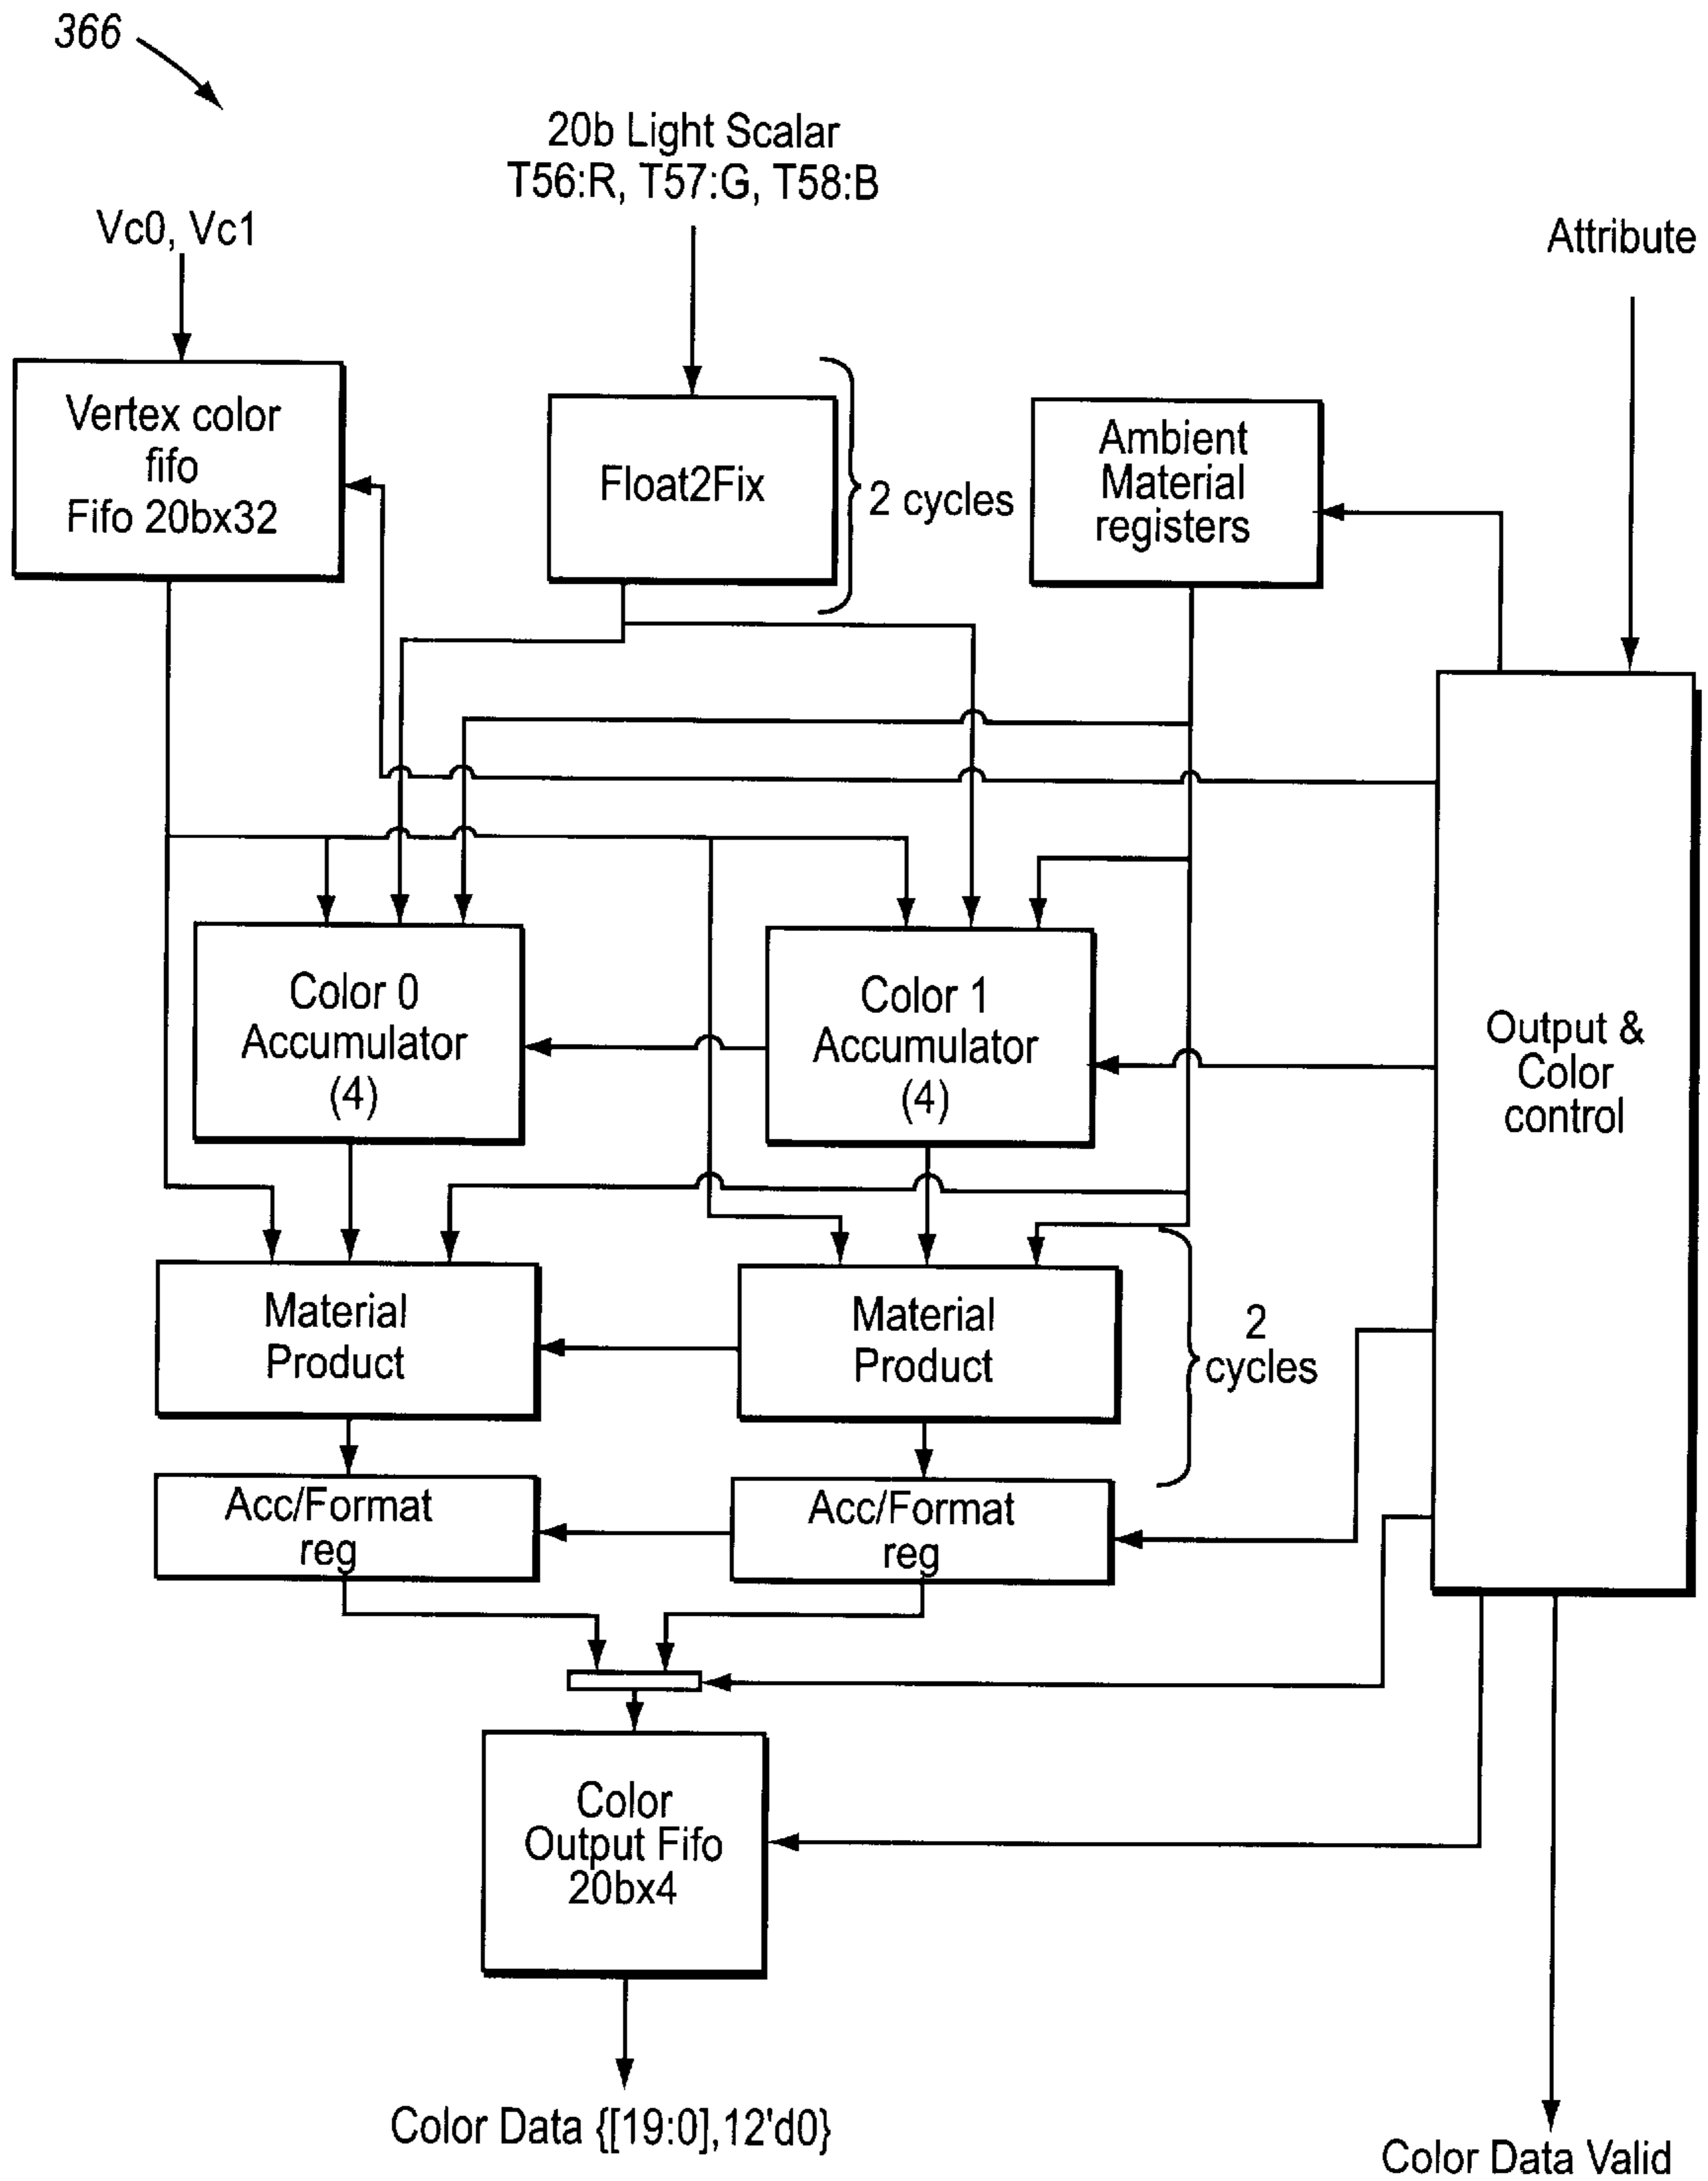 366
20b Light Scalar
T56:R, T57:G, T58:B
Vc0, Vc1
Attribute
Vertex color
fifo
Fifo 20bx32
Float2Fix
2 cycles
Ambient
Material
registers
Color 0
Accumulator
(4)
Color 1
Accumulator
(4)
Output &
Color
control
Material
Product
Material
Product
2
cycles
Acc/Format
reg
Acc/Format
reg
Color
Output Fifo
20bx4
Color Data {[19:0],12'd0}
Color Data Valid